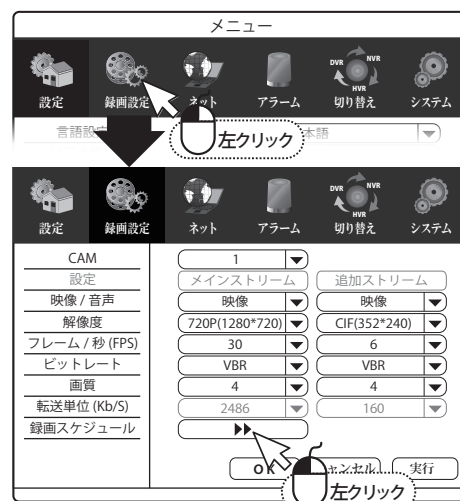 メニュー
DVR NVR
HVR
設定 録画設定 ネット アラーム 切り替え システム
言語設
本語
左クリック
DVR NVR
HVR
設定 録画設定 ネット アラーム 切り替え システム
CAM 1
設定 メインストリーム 追加ストリーム
映像 / 音声 映像 映像
解像度 720P(1280*720) CIF(352*240)
フレーム / 秒 (FPS) 30 6
ビットレート VBR VBR
画質 4 4
転送単位 (Kb/S) 2486 160
録画スケジュール
OK キャンセル 実行
左クリック